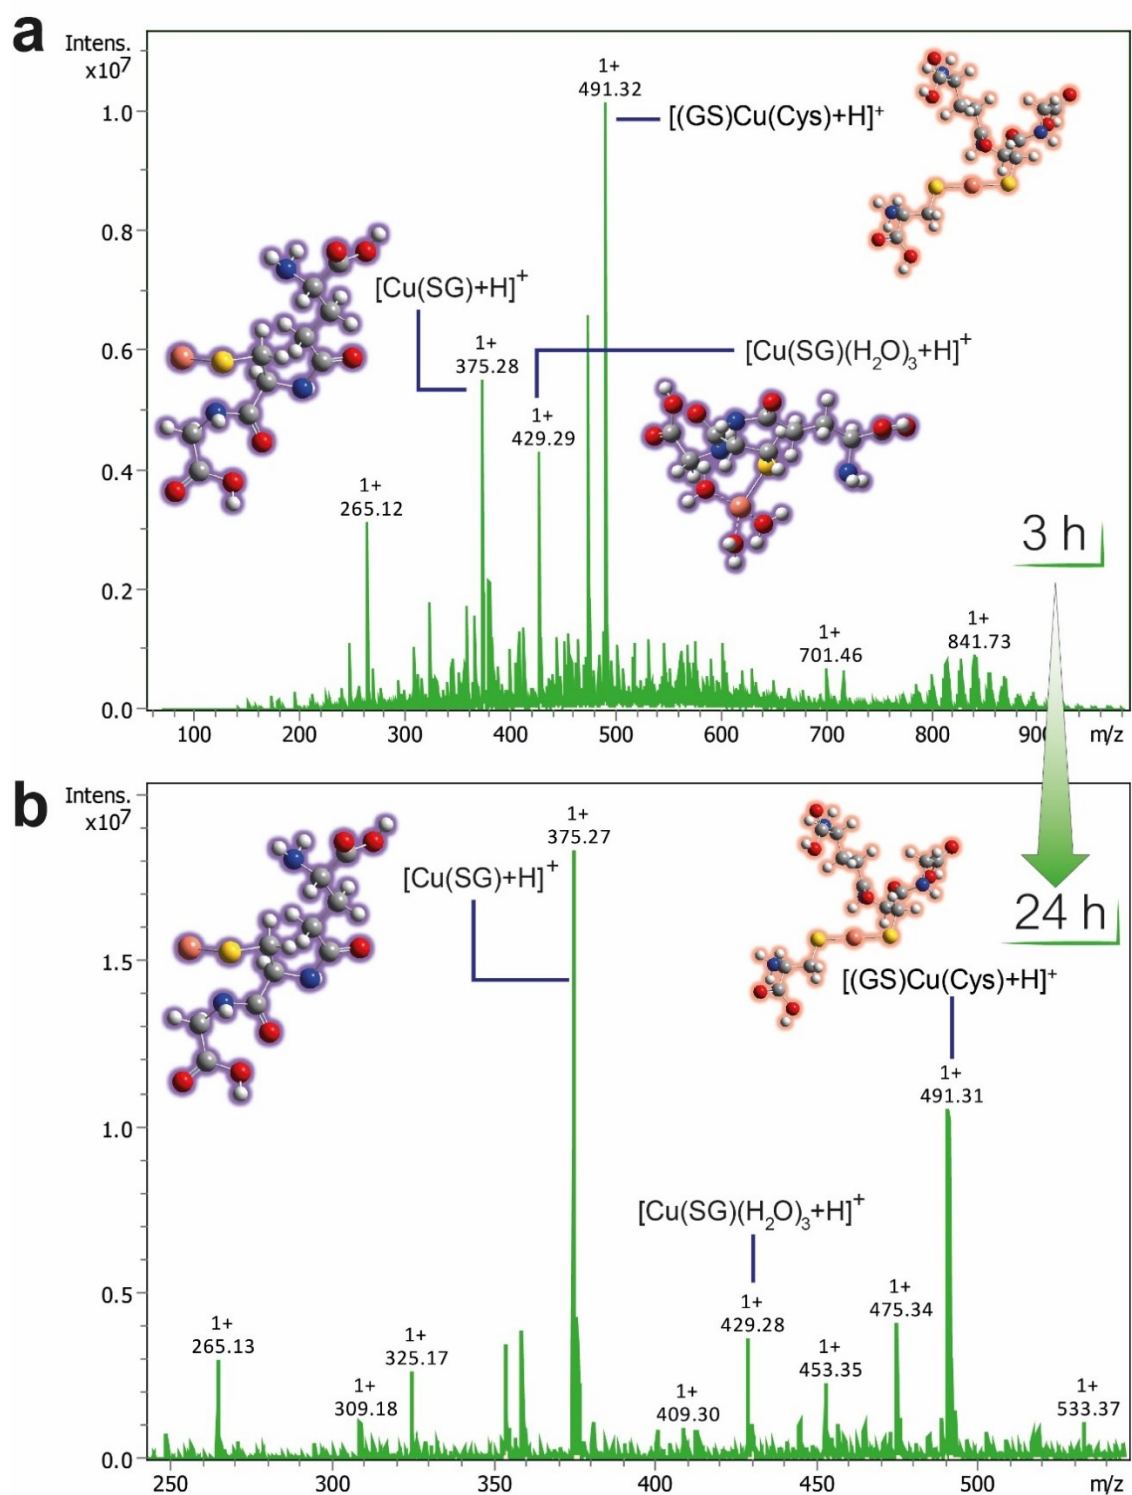 a
Intens.
x10⁷
1.0
0.8
0.6
0.4
0.2
0.0
1+
491.32
[(GS)Cu(Cys)+H]⁺
[Cu(SG)+H]⁺
1+
375.28
[Cu(SG)(H₂O)₃+H]⁺
1+
429.29
1+
265.12
3 h
1+
701.46
1+
841.73
100 200 300 400 500 600 700 800 m/z
b
Intens.
x10⁷
1.5
1.0
0.5
0.0
1+
375.27
[Cu(SG)+H]⁺
24 h
[(GS)Cu(Cys)+H]⁺
1+
491.31
[Cu(SG)(H₂O)₃+H]⁺
1+
429.28
1+
475.34
1+
265.13
1+
325.17
1+
453.35
1+
309.18
1+
409.30
1+
533.37
250 300 350 400 450 500 m/z